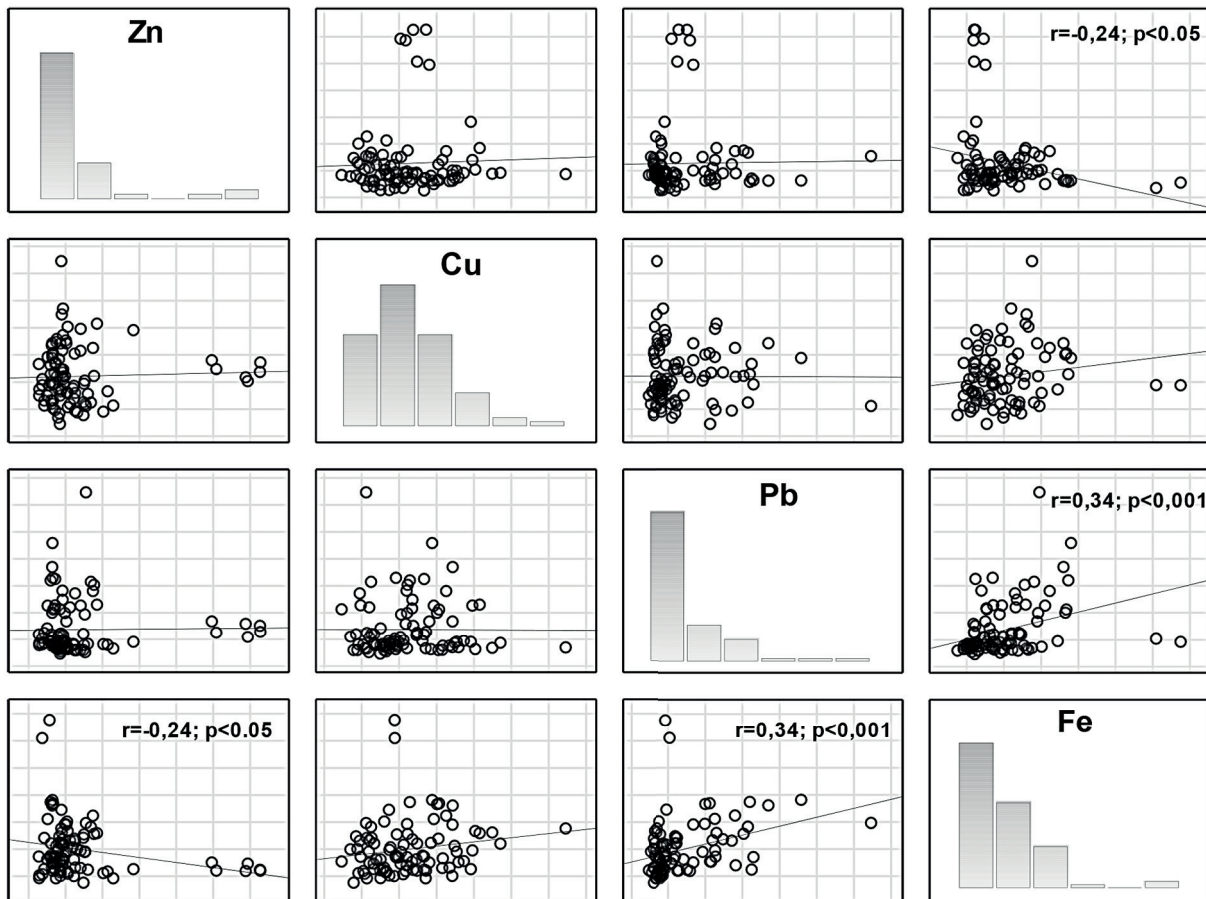 Zn
r=-0,24; p<0.05
Cu
Pb
r=0,34; p<0,001
r=-0,24; p<0.05
r=0,34; p<0,001
Fe